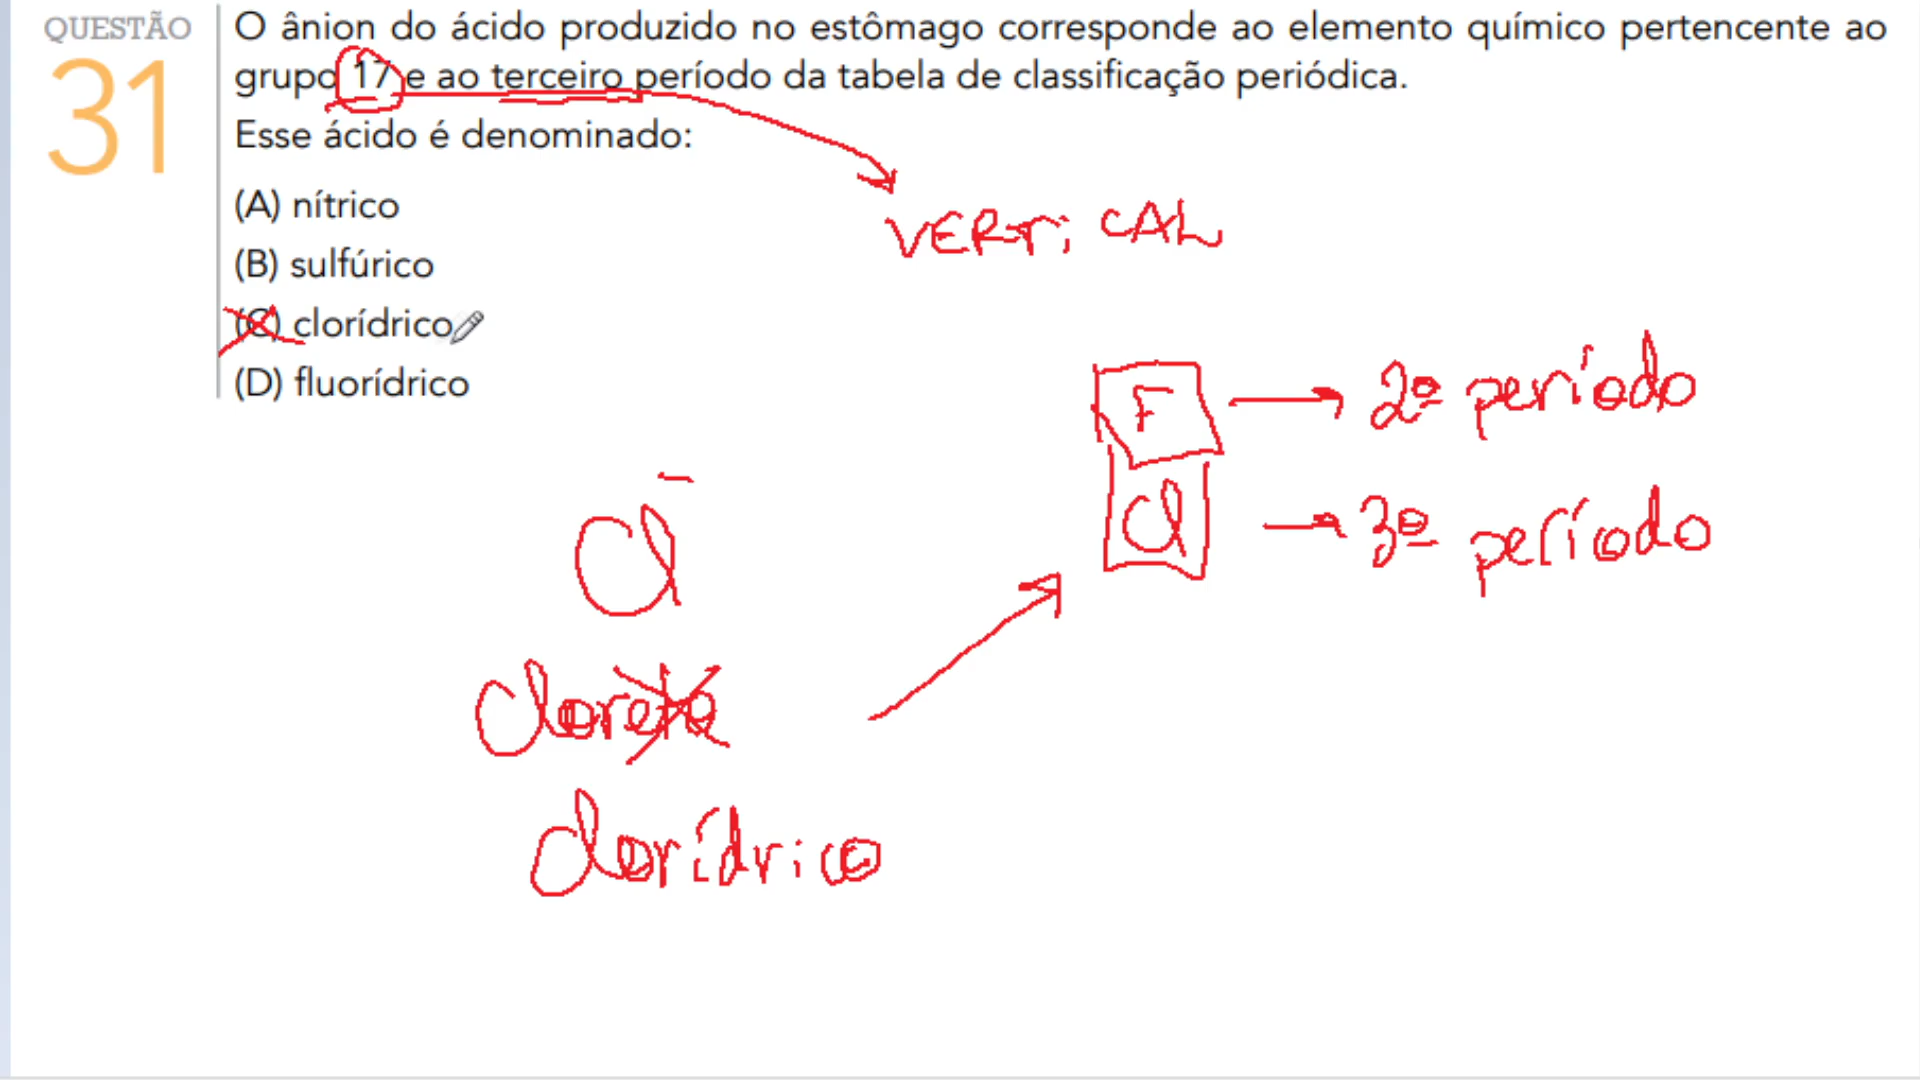 QUESTÃO
31
O ânion do ácido produzido no estômago corresponde ao elemento químico pertencente ao
grupo 17 e ao terceiro período da tabela de classificação periódica.
Esse ácido é denominado:
(A) nítrico
(B) sulfúrico
(C) clorídrico
(D) fluorídrico
VERTiCAL
F → 2º período
Cl → 3º período
Cl⁻
Cloreto
Clorídrico